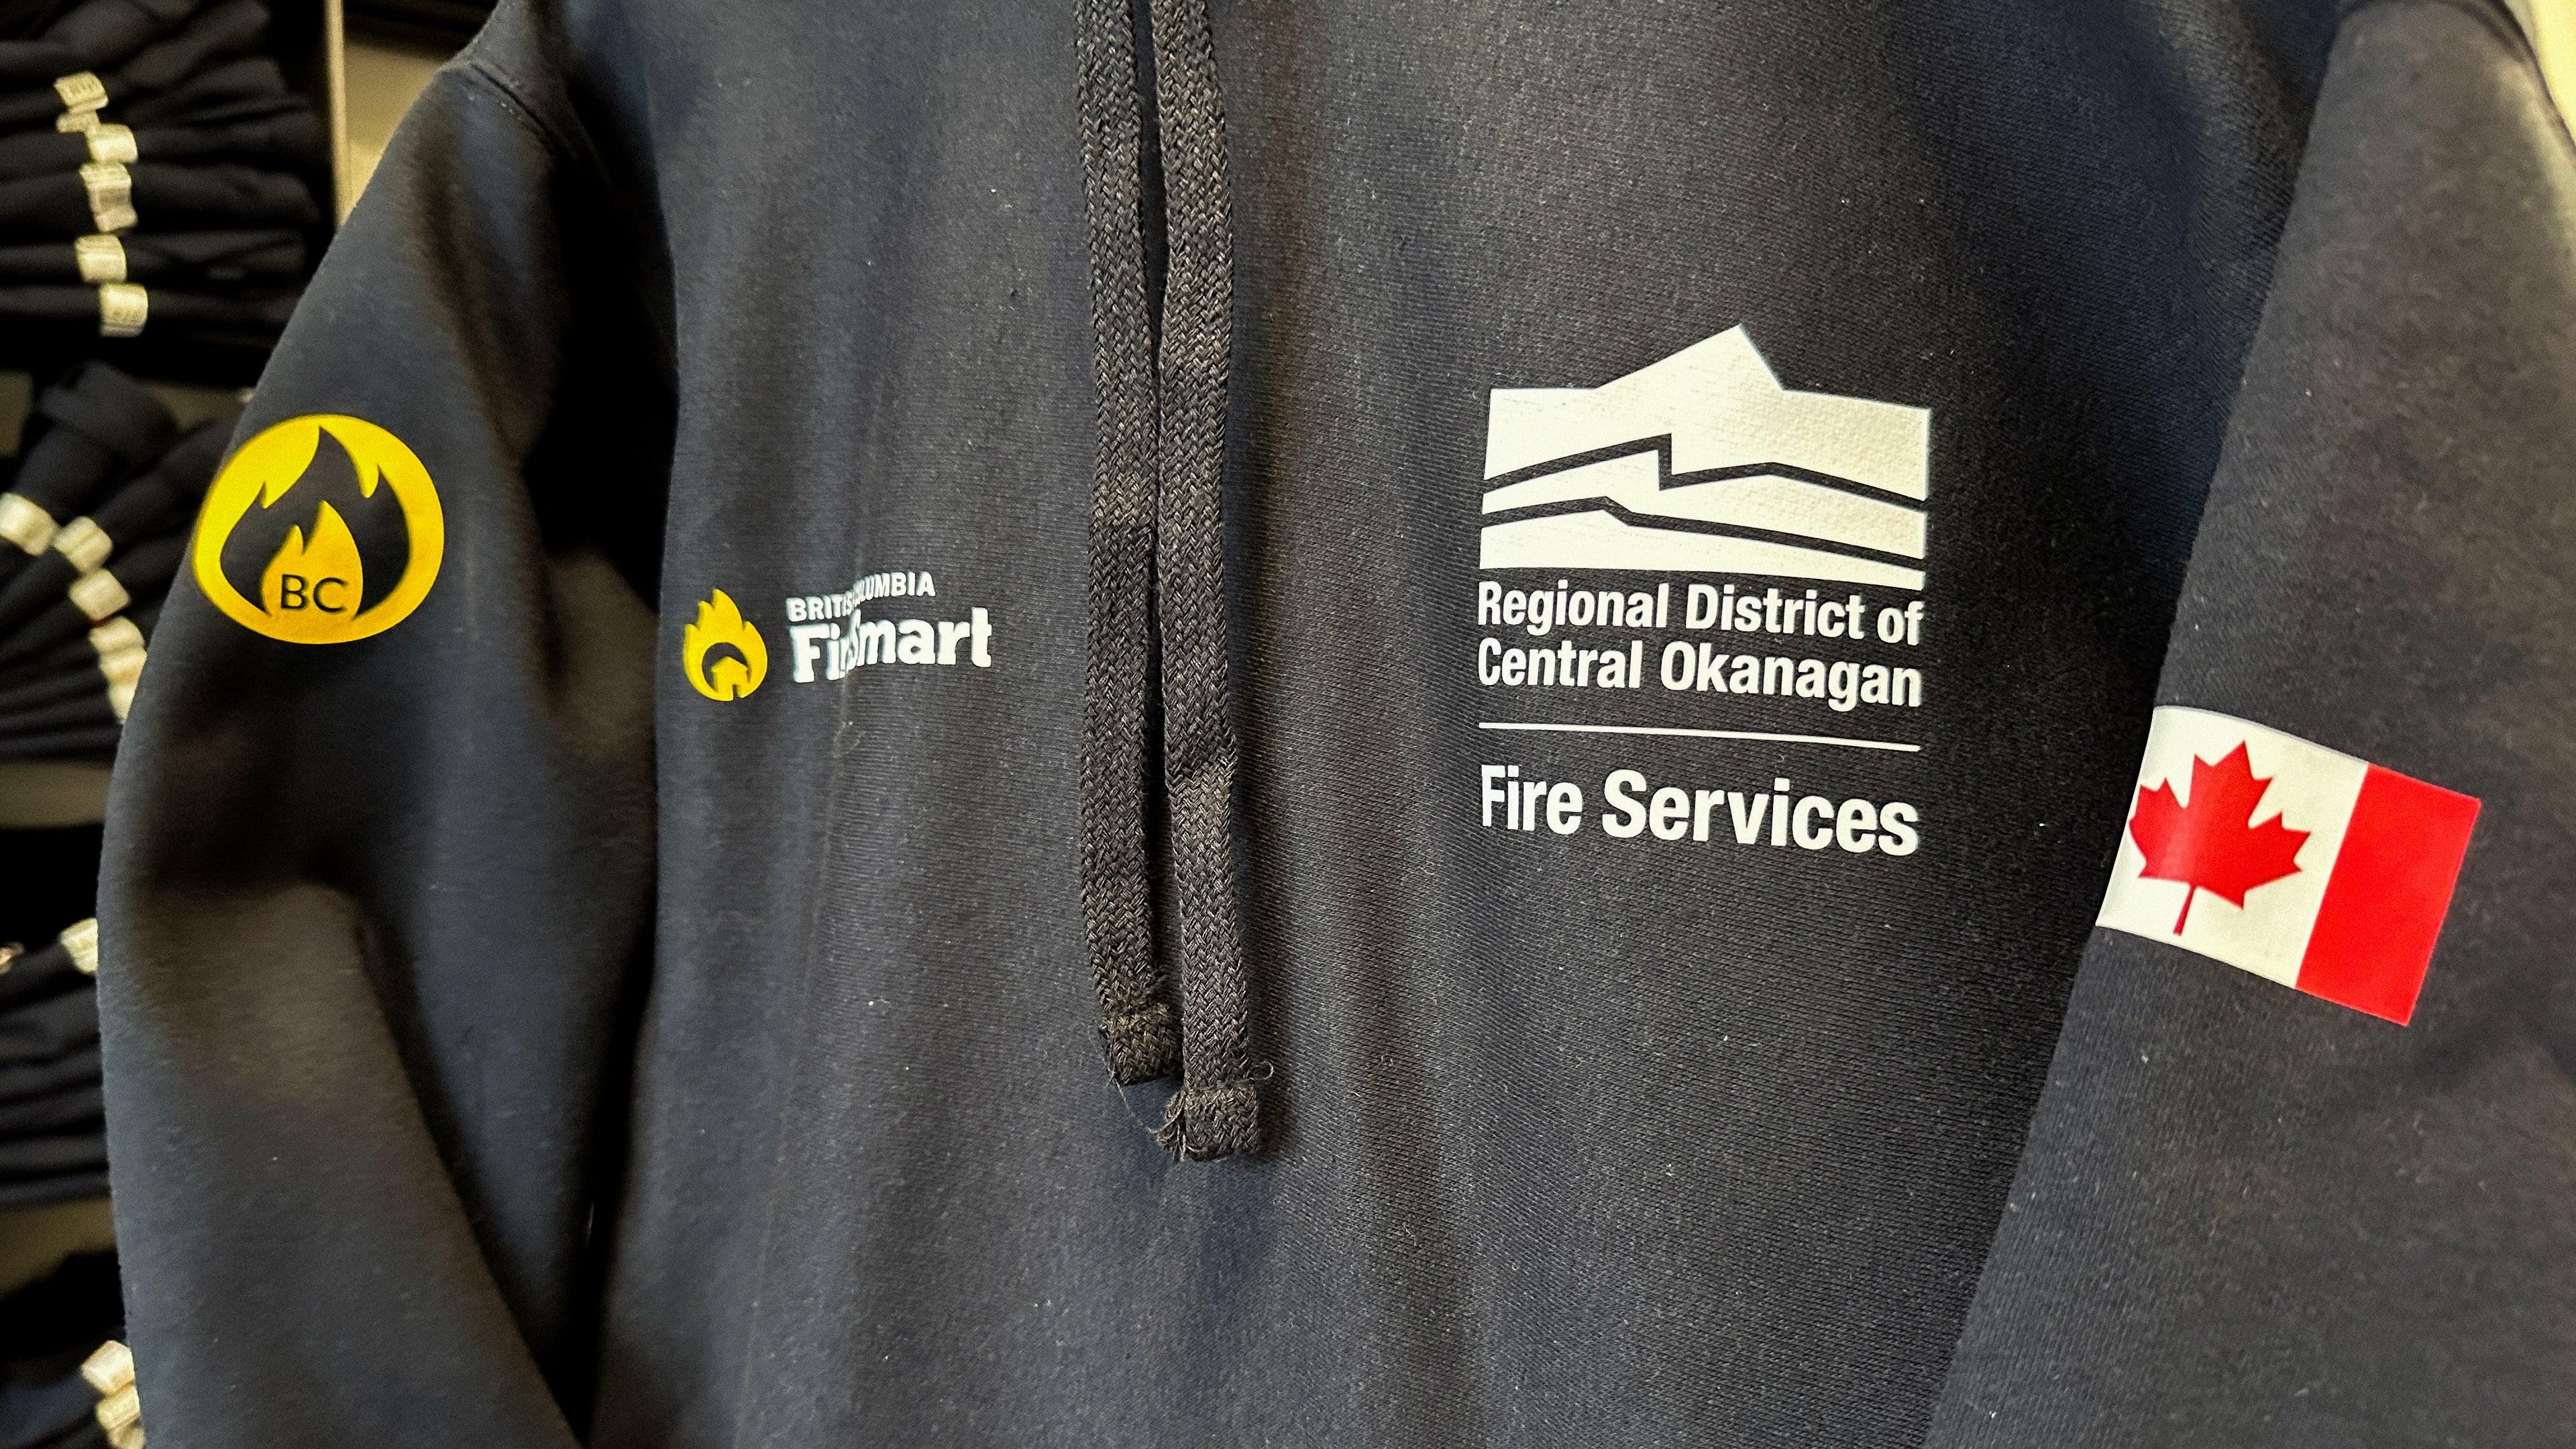 BC
BRITISH COLUMBIA
FireSmart
Regional District of
Central Okanagan
Fire Services